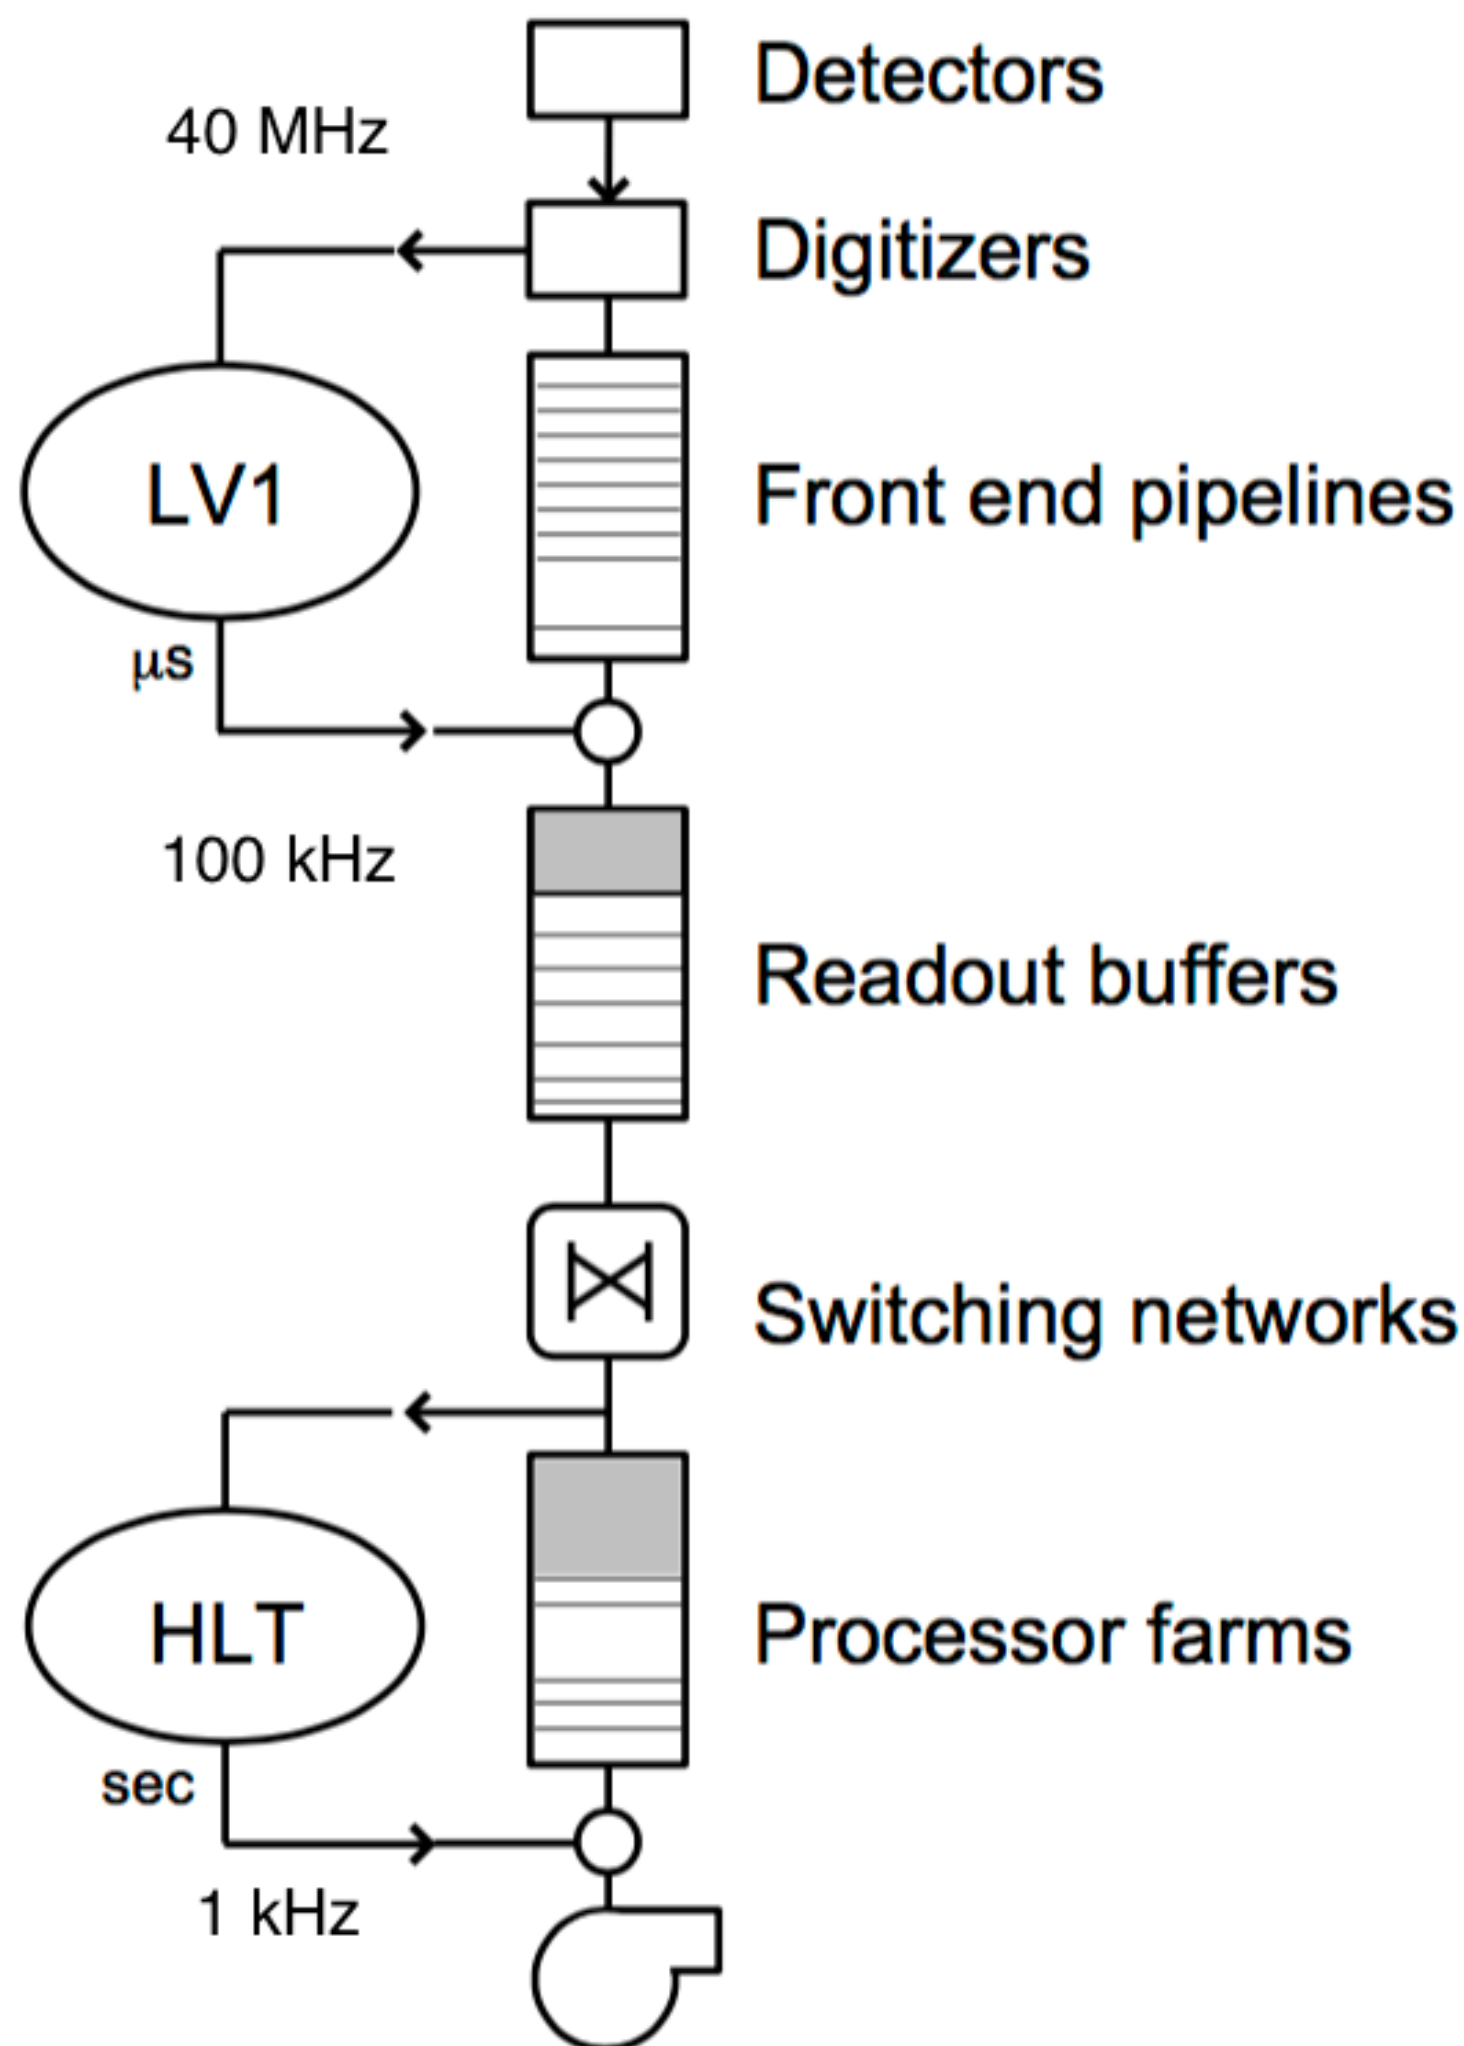 Detectors
40 MHz
Digitizers
LV1
Front end pipelines
μs
100 kHz
Readout buffers
Switching networks
HLT
Processor farms
sec
1 kHz